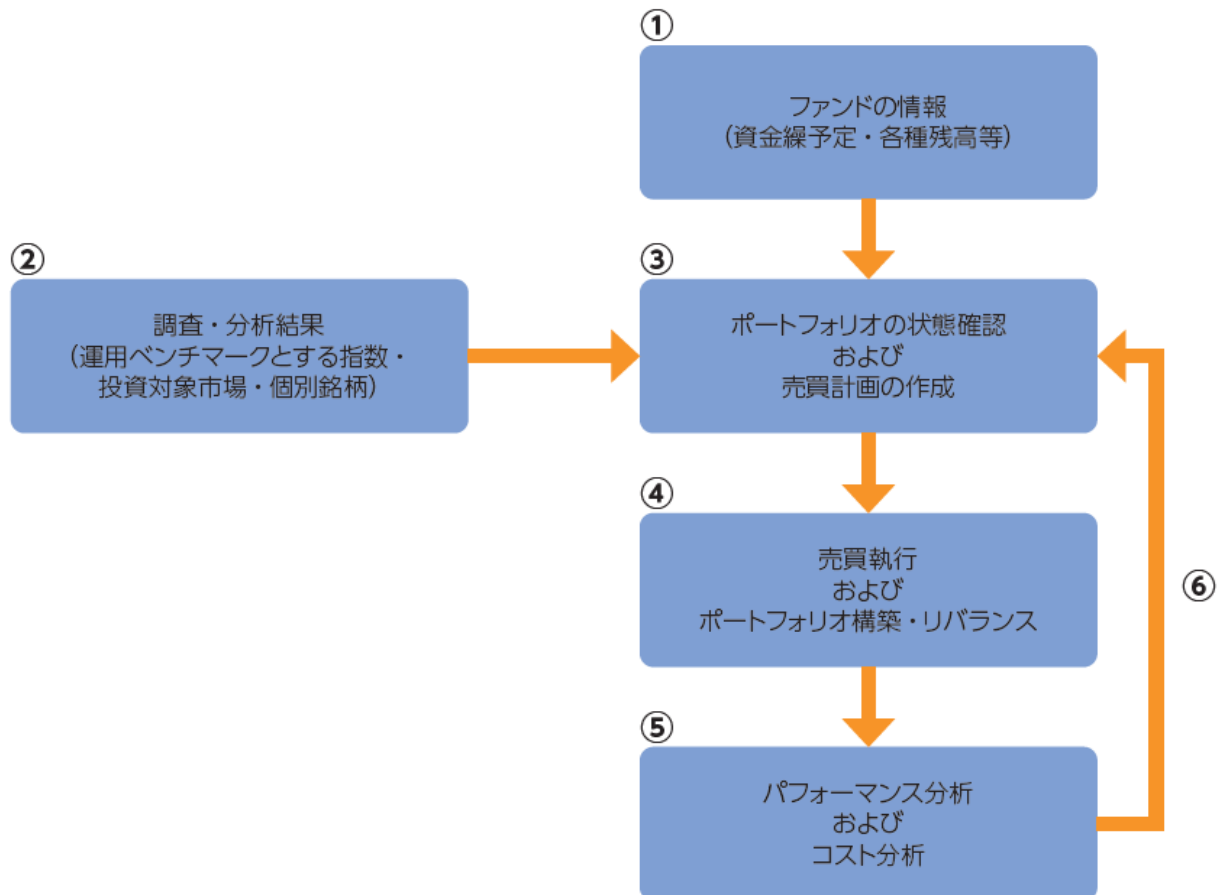 ①
ファンドの情報
（資金繰予定・各種残高等）
②
調査・分析結果
（運用ベンチマークとする指数・
投資対象市場・個別銘柄）
③
ポートフォリオの状態確認
および
売買計画の作成
④
売買執行
および
ポートフォリオ構築・リバランス
⑤
パフォーマンス分析
および
コスト分析
⑥